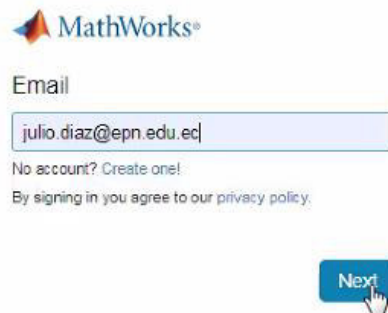 MathWorks®
Email
julio.diaz@epn.edu.ec
No account? Create one!
By signing in you agree to our privacy policy.
Next